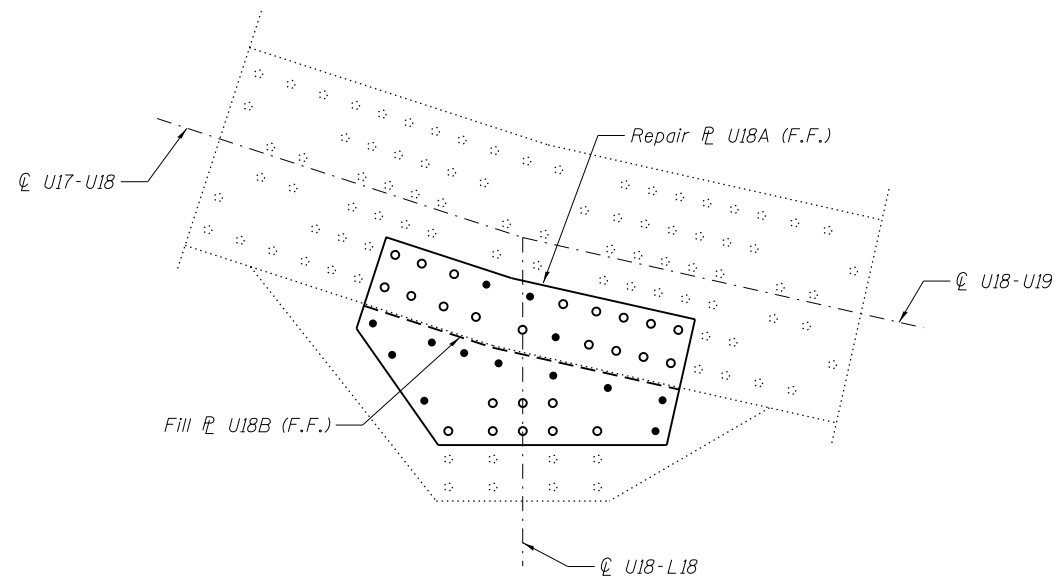 Repair ⅊ U18A (F.F.)
℄ U17-U18
℄ U18-U19
Fill ⅊ U18B (F.F.)
℄ U18-L18